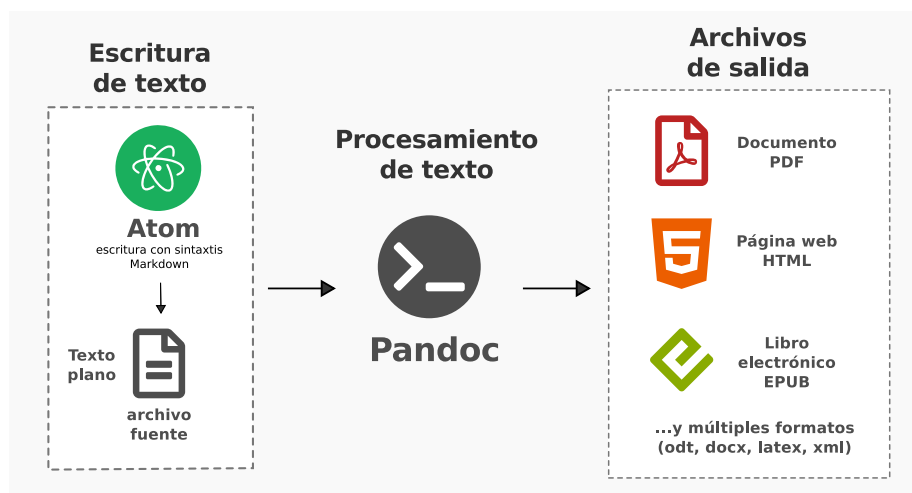 Escritura
de texto
Atom
escritura con sintaxtis
Markdown
Texto
plano
archivo
fuente
Procesamiento
de texto
Pandoc
Archivos
de salida
Documento
PDF
Página web
HTML
Libro
electrónico
EPUB
...y múltiples formatos
(odt, docx, latex, xml)